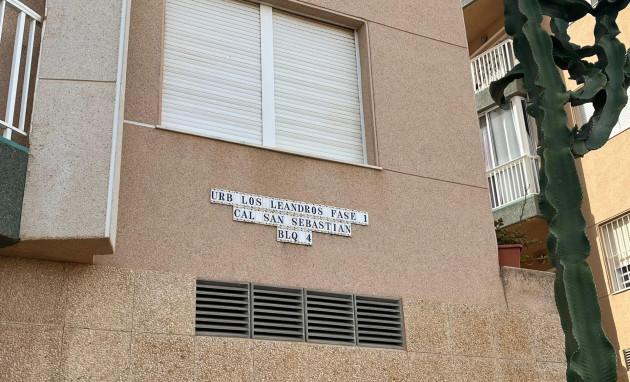 URB LOS LEANDROS FASE 1
CAL SAN SEBASTIAN
BLQ 4